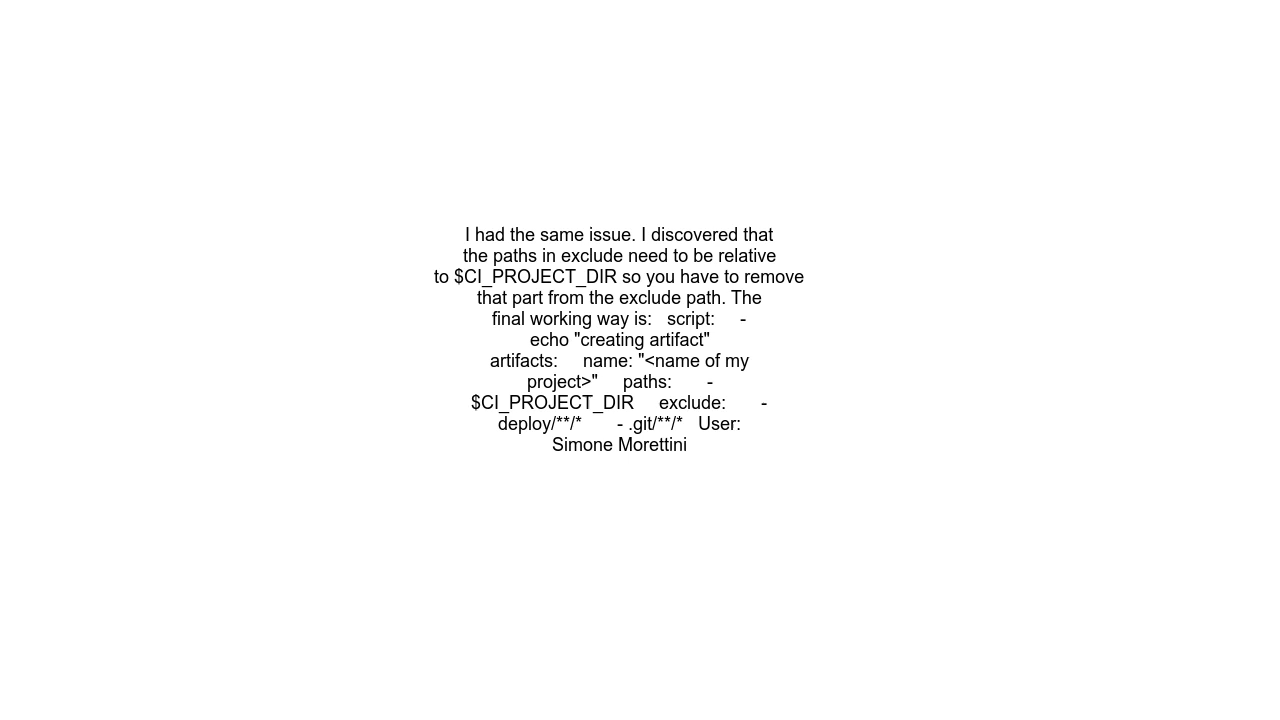 I had the same issue. I discovered that
the paths in exclude need to be relative
to $CI_PROJECT_DIR so you have to remove
that part from the exclude path. The
final working way is:   script:     -
echo "creating artifact"
artifacts:     name: "<name of my
project>"     paths:       -
$CI_PROJECT_DIR     exclude:       -
deploy/**/*       - .git/**/*   User:
Simone Morettini